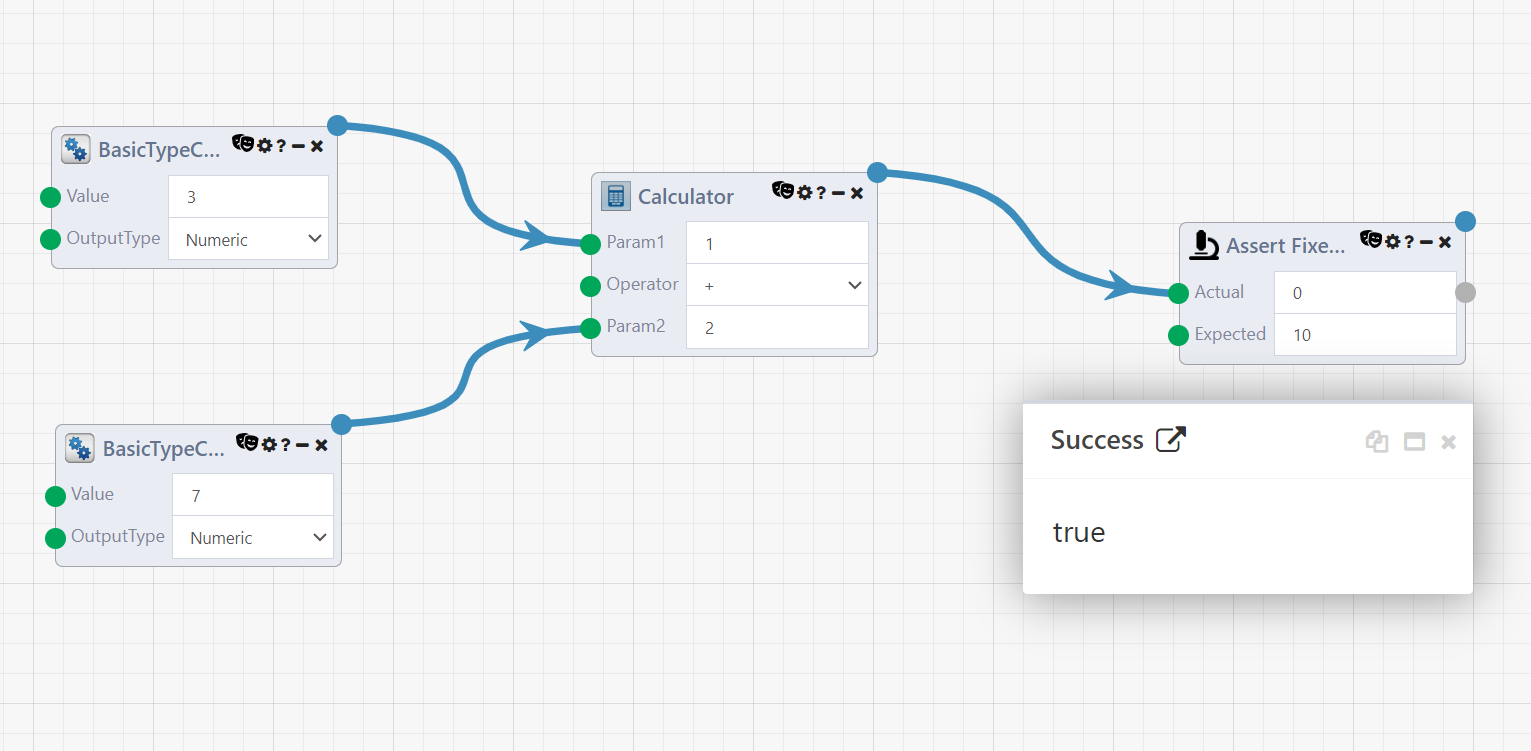 BasicTypeC... ?
Value 3
OutputType Numeric
Calculator ?
Param1 1
Operator +
Param2 2
Assert Fixe... ?
Actual 0
Expected 10
BasicTypeC... ?
Value 7
OutputType Numeric
Success
true